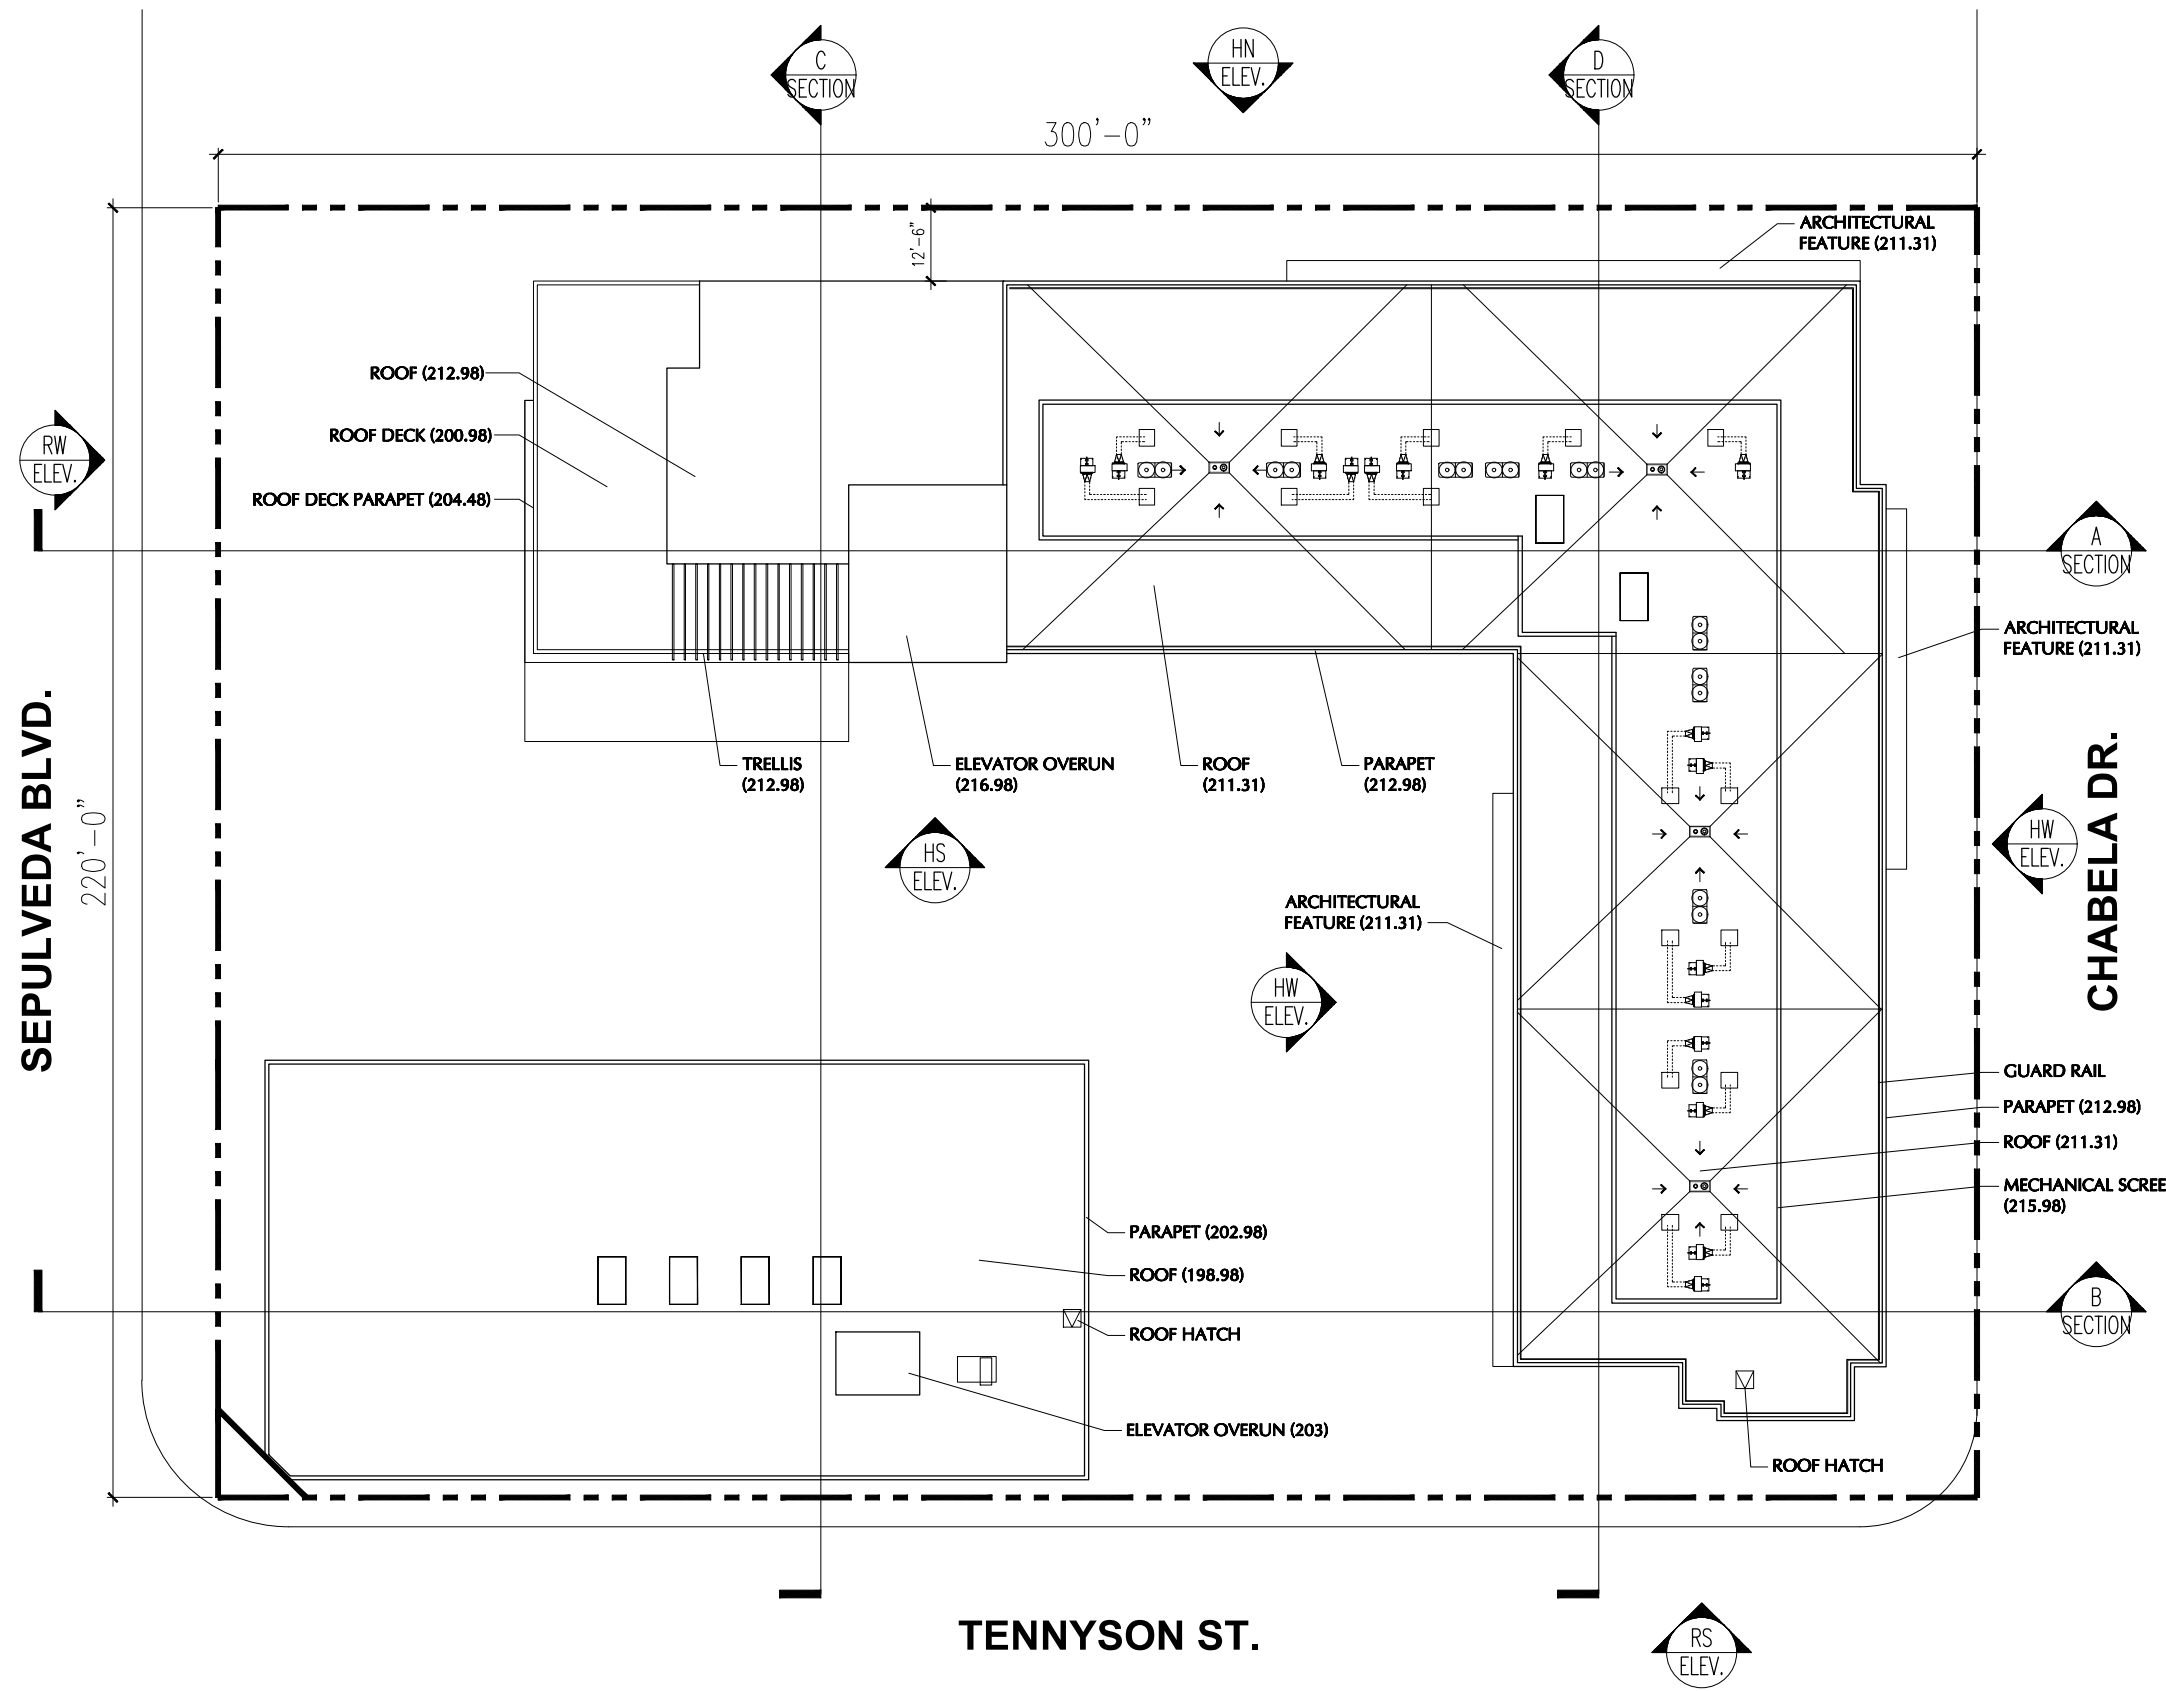 C
SECTION
HN
ELEV.
D
SECTION
300'-0"
12'-6"
ARCHITECTURAL
FEATURE (211.31)
ROOF (212.98)
ROOF DECK (200.98)
ROOF DECK PARAPET (204.48)
RW
ELEV.
A
SECTION
ARCHITECTURAL
FEATURE (211.31)
SEPULVEDA BLVD.
220'-0"
TRELLIS
(212.98)
ELEVATOR OVERUN
(216.98)
ROOF
(211.31)
PARAPET
(212.98)
HS
ELEV.
HW
ELEV.
CHABELA DR.
ARCHITECTURAL
FEATURE (211.31)
HW
ELEV.
GUARD RAIL
PARAPET (212.98)
ROOF (211.31)
MECHANICAL SCREE
(215.98)
PARAPET (202.98)
ROOF (198.98)
ROOF HATCH
B
SECTION
ELEVATOR OVERUN (203)
ROOF HATCH
TENNYSON ST.
RS
ELEV.